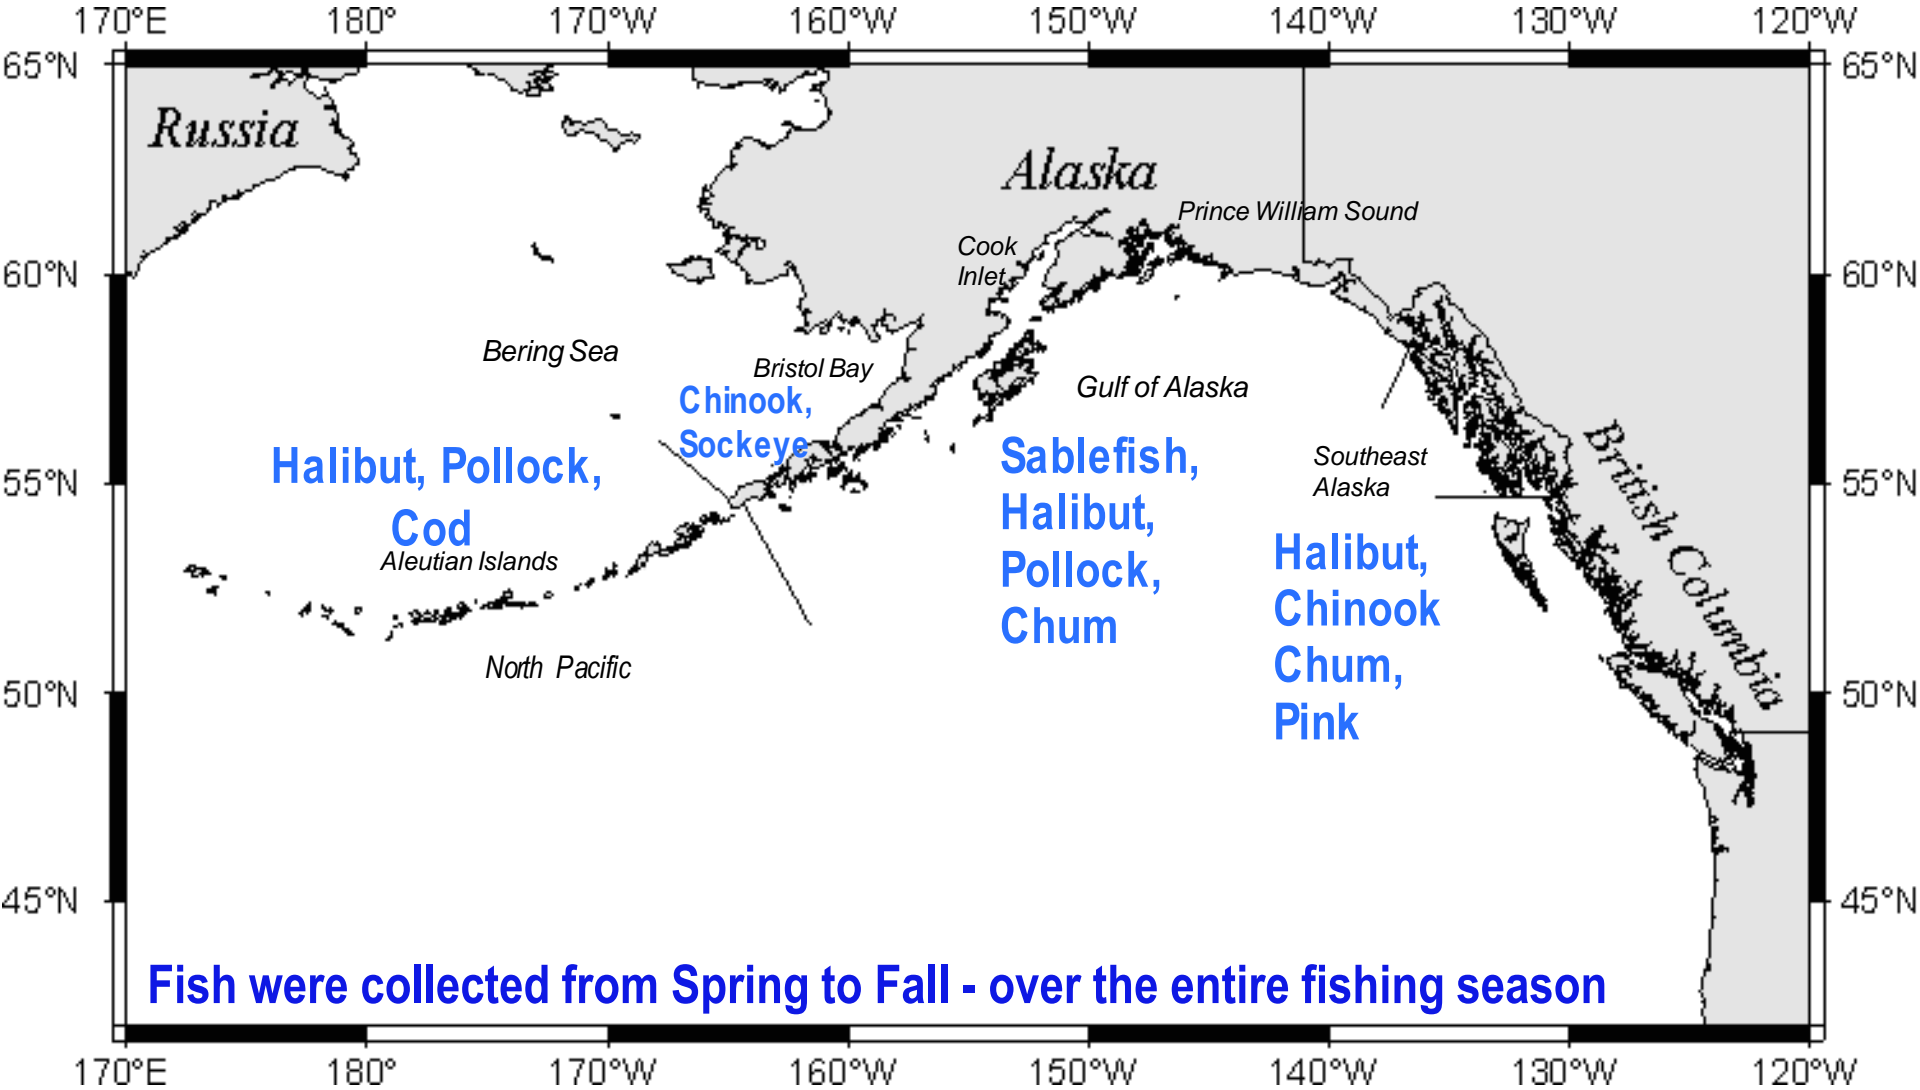 170°E 180° 170°W 160°W 150°W 140°W 130°W 120°W
65°N 65°N
Russia
Alaska
Prince William Sound
Cook
Inlet
60°N 60°N
Bering Sea
Bristol Bay
Gulf of Alaska
Chinook,
Sockeye
Halibut, Pollock,
Cod
Aleutian Islands
Sablefish,
Halibut,
Pollock,
Chum
Southeast
Alaska
British Columbia
55°N 55°N
Halibut,
Chinook
Chum,
Pink
North Pacific
50°N 50°N
45°N 45°N
Fish were collected from Spring to Fall - over the entire fishing season
170°E 180° 170°W 160°W 150°W 140°W 130°W 120°W